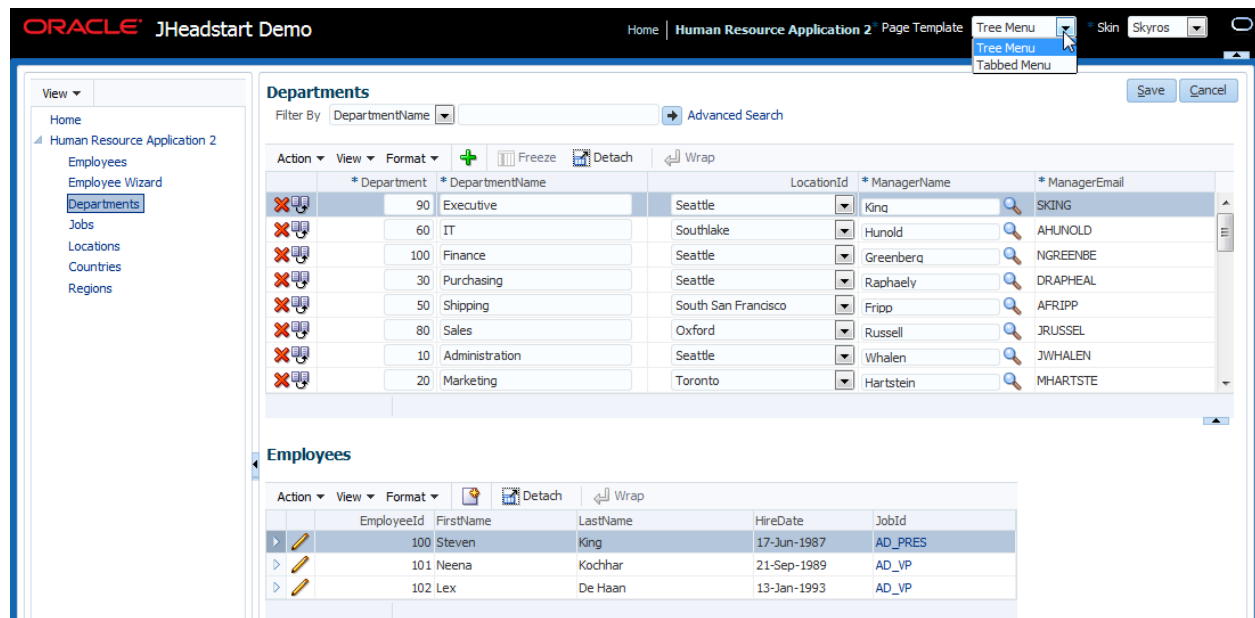 ORACLE® JHeadstart Demo Home Human Resource Application 2 * Page Template Tree Menu * Skin Skyros
Tree Menu
Tabbed Menu
View
Home
Human Resource Application 2
Employees
Employee Wizard
Departments
Jobs
Locations
Countries
Regions
Departments Save Cancel
Filter By DepartmentName Advanced Search
Action View Format Freeze Detach Wrap
* Department * DepartmentName LocationId * ManagerName * ManagerEmail
90 Executive Seattle King SKING
60 IT Southlake Hunold AHUNOLD
100 Finance Seattle Greenberg NGREENBE
30 Purchasing Seattle Raphaely DRAPHEAL
50 Shipping South San Francisco Fripp AFRIPP
80 Sales Oxford Russell JRUSSEL
10 Administration Seattle Whalen JWHALEN
20 Marketing Toronto Hartstein MHARTSTE
Employees
Action View Format Detach Wrap
EmployeeId FirstName LastName HireDate JobId
100 Steven King 17-Jun-1987 AD_PRES
101 Neena Kochhar 21-Sep-1989 AD_VP
102 Lex De Haan 13-Jan-1993 AD_VP